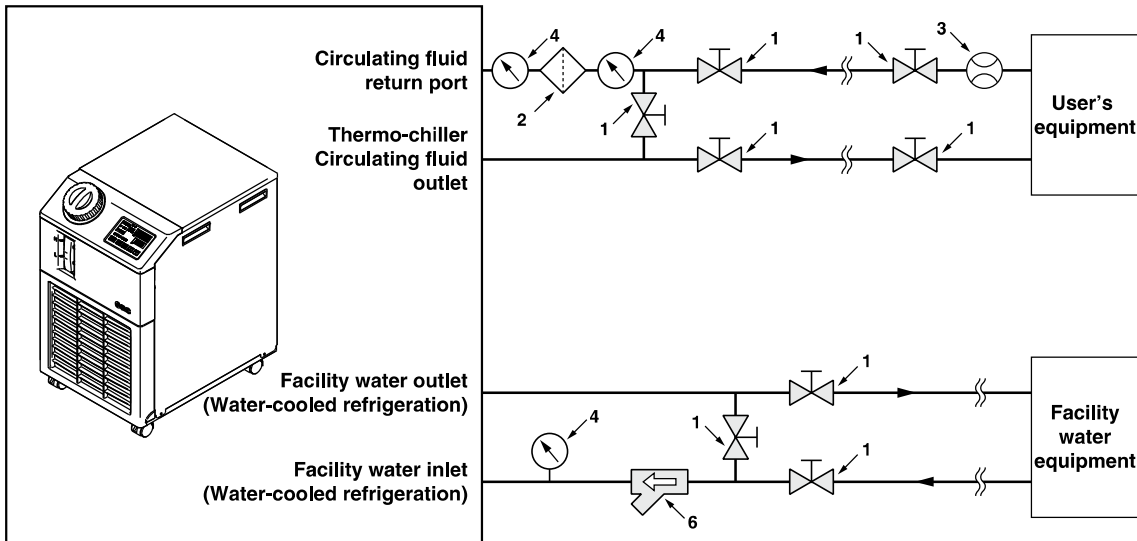 4
4
1
1
3
Circulating fluid
return port
2
1
User's
equipment
Thermo-chiller
Circulating fluid
outlet
1
1
Facility water outlet
(Water-cooled refrigeration)
1
4
1
Facility
water
equipment
Facility water inlet
(Water-cooled refrigeration)
1
6